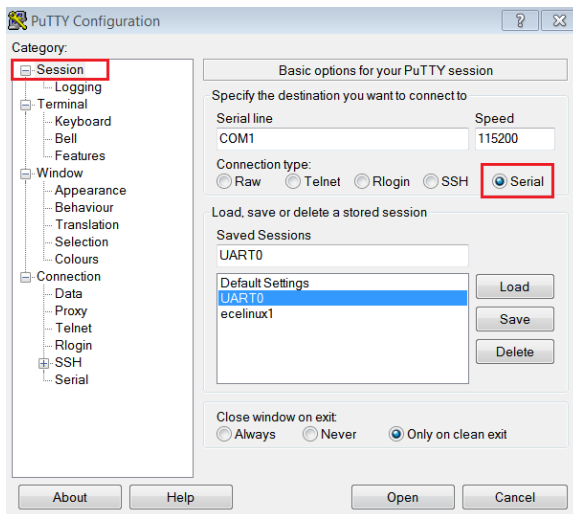 PuTTY Configuration
Category:
Session
Logging
Terminal
Keyboard
Bell
Features
Window
Appearance
Behaviour
Translation
Selection
Colours
Connection
Data
Proxy
Telnet
Rlogin
SSH
Serial
Basic options for your PuTTY session
Specify the destination you want to connect to
Serial line Speed
COM1 115200
Connection type:
Raw Telnet Rlogin SSH Serial
Load, save or delete a stored session
Saved Sessions
UART0
Default Settings
UART0
ecelinux1
Load
Save
Delete
Close window on exit:
Always Never Only on clean exit
About Help Open Cancel